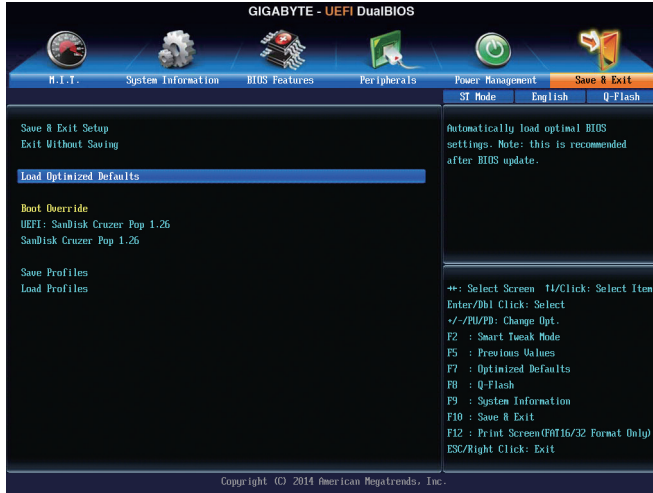 GIGABYTE - UEFI DualBIOS
M.I.T. System Information BIOS Features Peripherals Power Management Save & Exit
ST Mode English Q-Flash
Save & Exit Setup
Exit Without Saving
Load Optimized Defaults
Boot Override
UEFI: SanDisk Cruzer Pop 1.26
SanDisk Cruzer Pop 1.26
Save Profiles
Load Profiles
Automatically load optimal BIOS
settings. Note: this is recommended
after BIOS update.
→←: Select Screen ↑↓/Click: Select Item
Enter/Dbl Click: Select
+/-/PU/PD: Change Opt.
F2 : Smart Tweak Mode
F5 : Previous Values
F7 : Optimized Defaults
F8 : Q-Flash
F9 : System Information
F10 : Save & Exit
F12 : Print Screen(FAT16/32 Format Only)
ESC/Right Click: Exit
Copyright (C) 2014 American Megatrends, Inc.